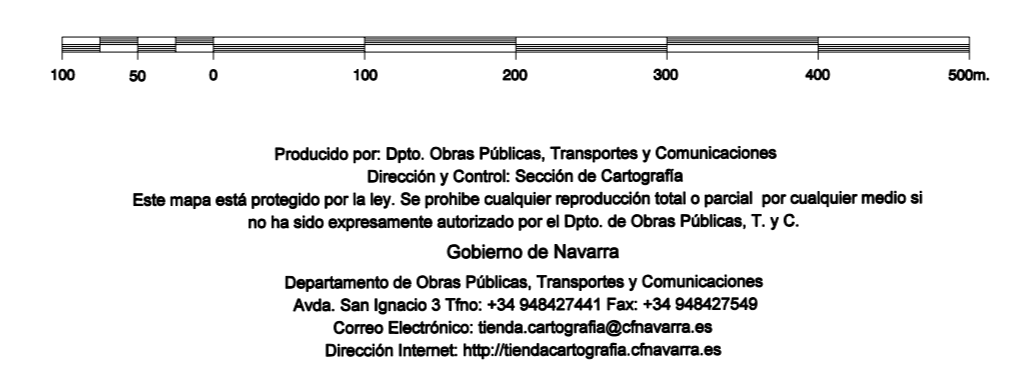 100 50 0 100 200 300 400 500m.
Producido por: Dpto. Obras Públicas, Transportes y Comunicaciones
Dirección y Control: Sección de Cartografía
Este mapa está protegido por la ley. Se prohibe cualquier reproducción total o parcial por cualquier medio si
no ha sido expresamente autorizado por el Dpto. de Obras Públicas, T. y C.
Gobierno de Navarra
Departamento de Obras Públicas, Transportes y Comunicaciones
Avda. San Ignacio 3 Tfno: +34 948427441 Fax: +34 948427549
Correo Electrónico: tienda.cartografia@cfnavarra.es
Dirección Internet: http://tiendacartografia.cfnavarra.es